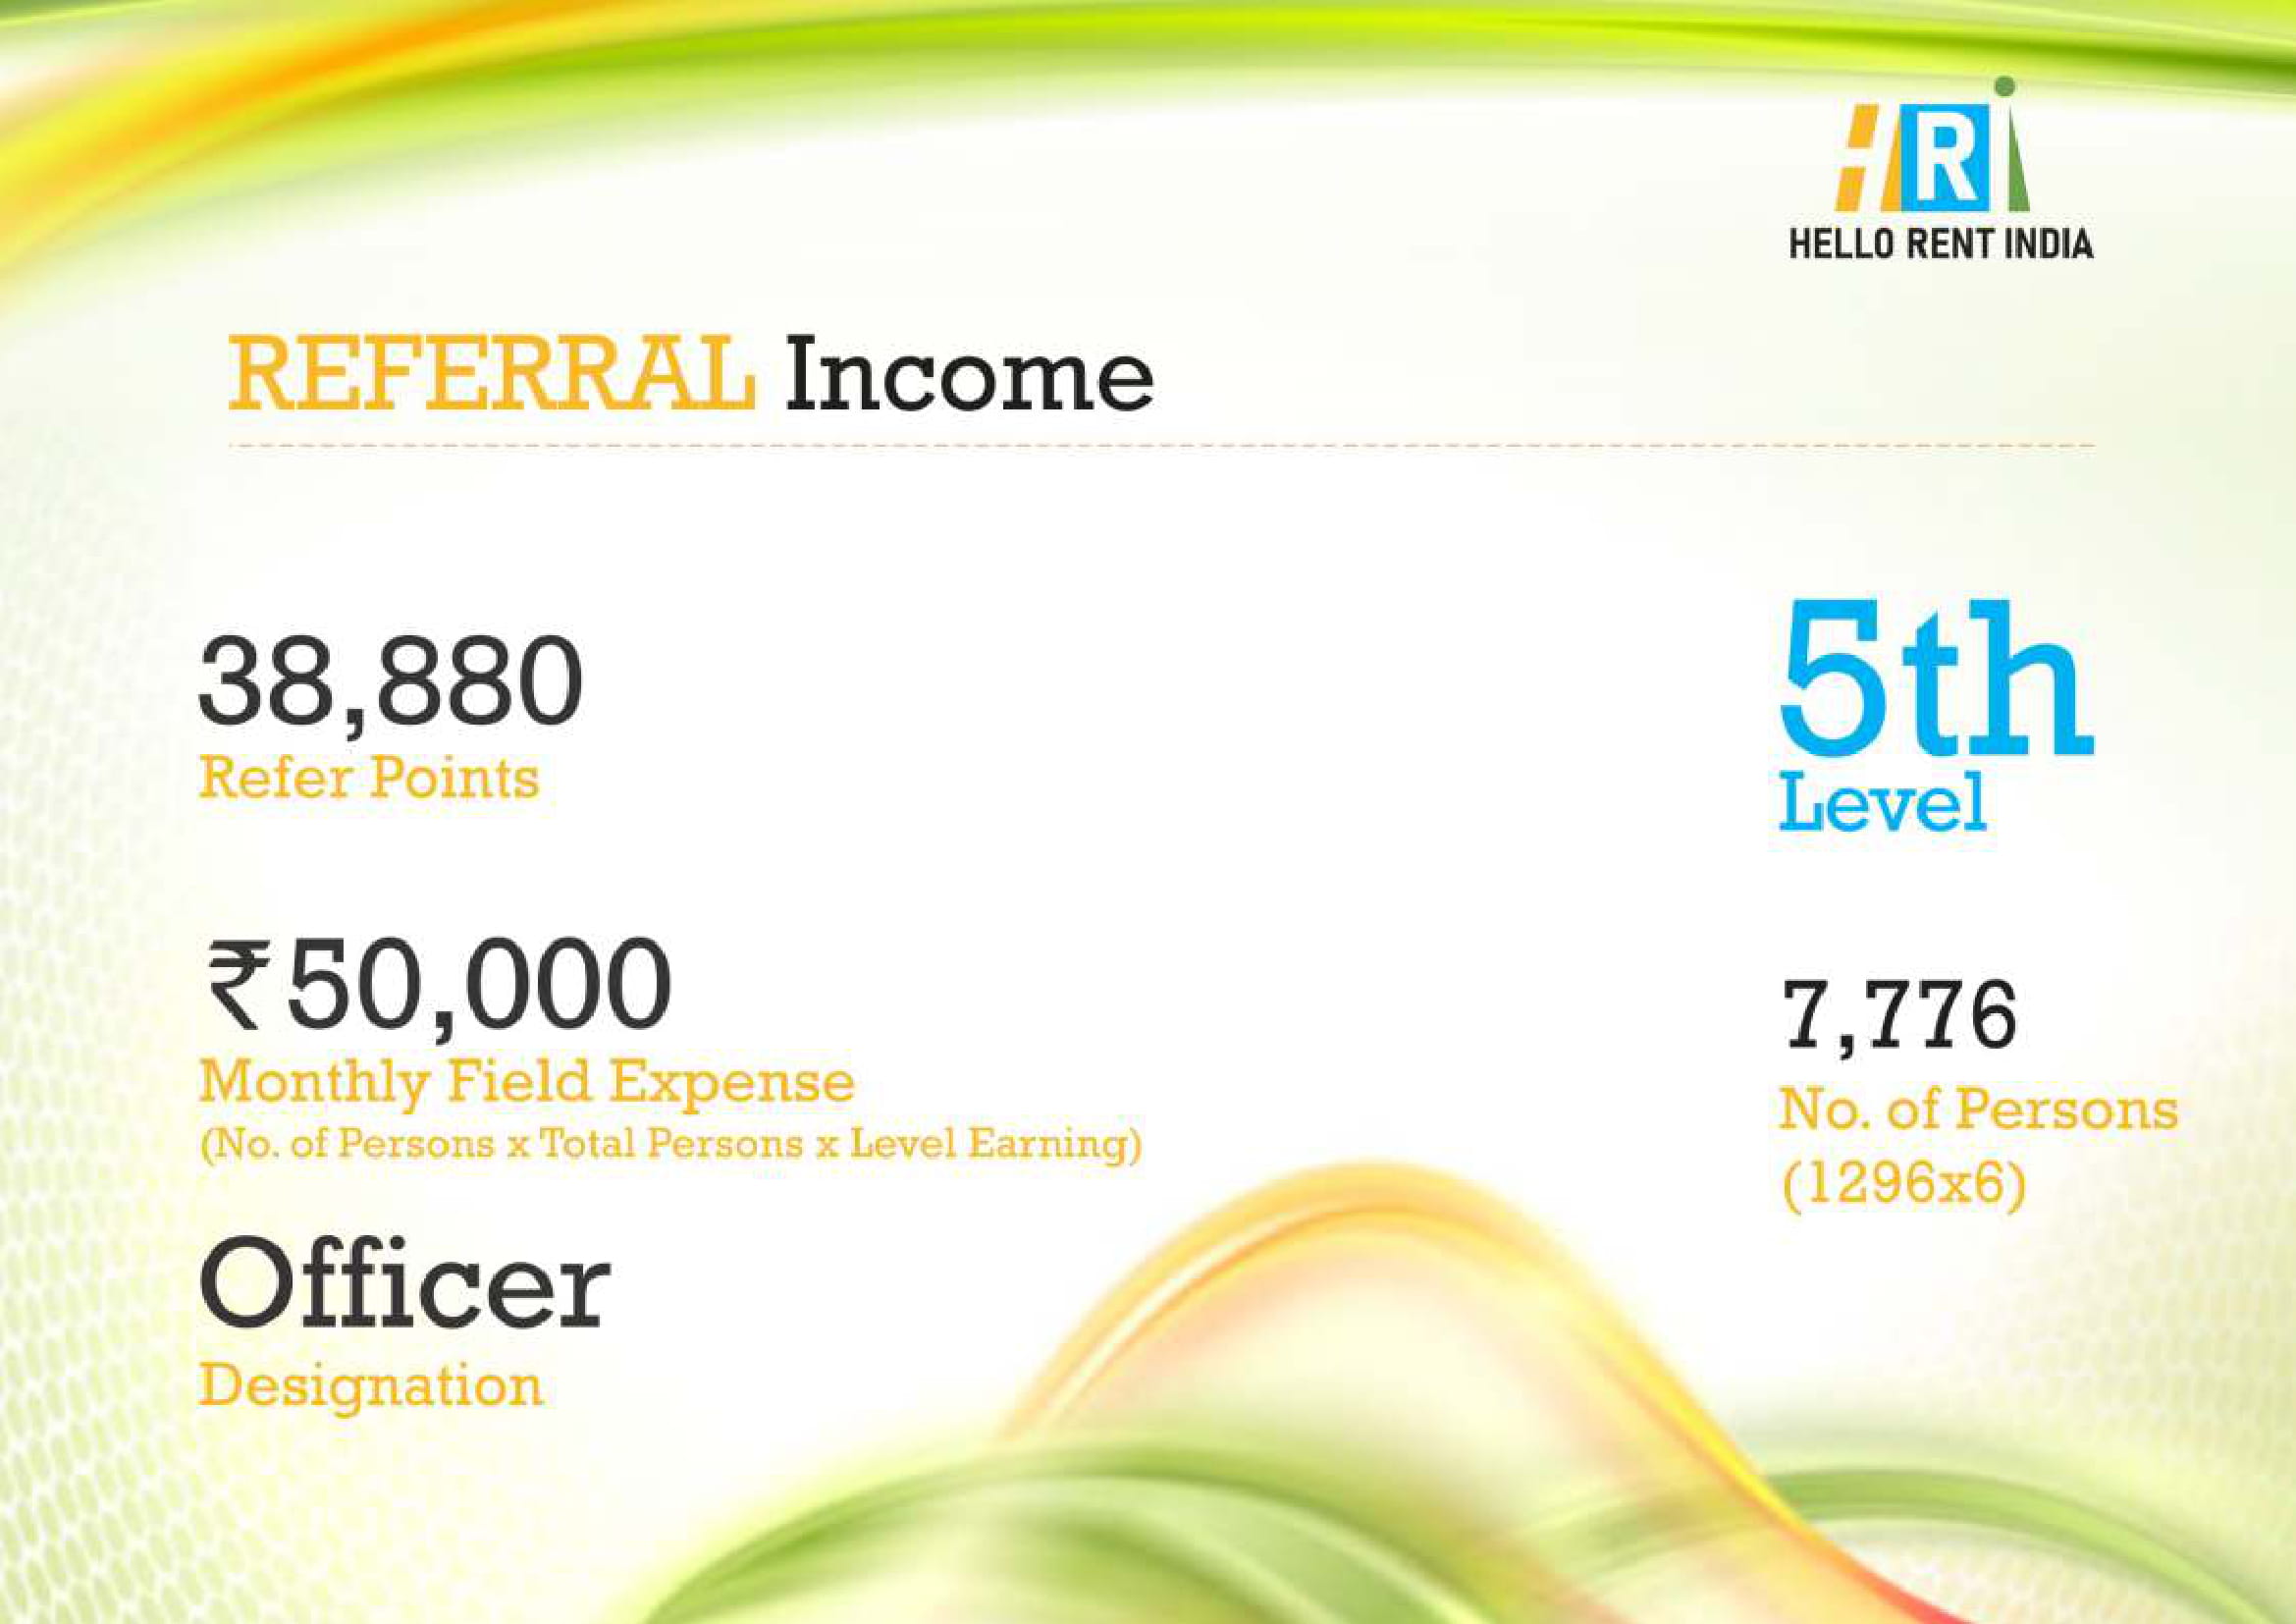 HRi
HELLO RENT INDIA
REFERRAL Income
38,880
Refer Points
5th
Level
₹50,000
Monthly Field Expense
(No. of Persons x Total Persons x Level Earning)
7,776
No. of Persons
(1296x6)
Officer
Designation